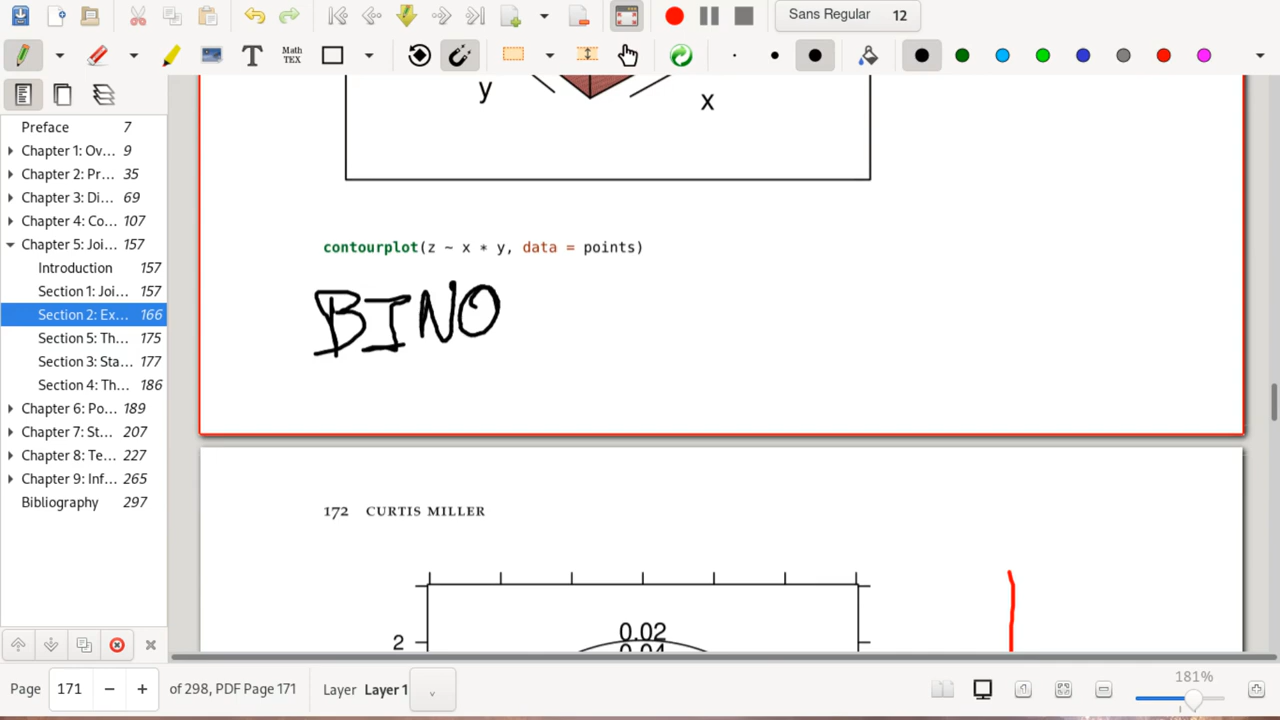 Sans Regular 12
T Math TEX
Preface 7
Chapter 1: Ov... 9
Chapter 2: Pr... 35
Chapter 3: Di... 69
Chapter 4: Co... 107
Chapter 5: Joi... 157
Introduction 157
Section 1: Joi... 157
Section 2: Ex... 166
Section 5: Th... 175
Section 3: Sta... 177
Section 4: Th... 186
Chapter 6: Po... 189
Chapter 7: St... 207
Chapter 8: Te... 227
Chapter 9: Inf... 265
Bibliography 297
y
x
contourplot(z ~ x * y, data = points)
BINO
172 CURTIS MILLER
0.02
0.04
2
Page 171 of 298, PDF Page 171
Layer Layer 1
181%